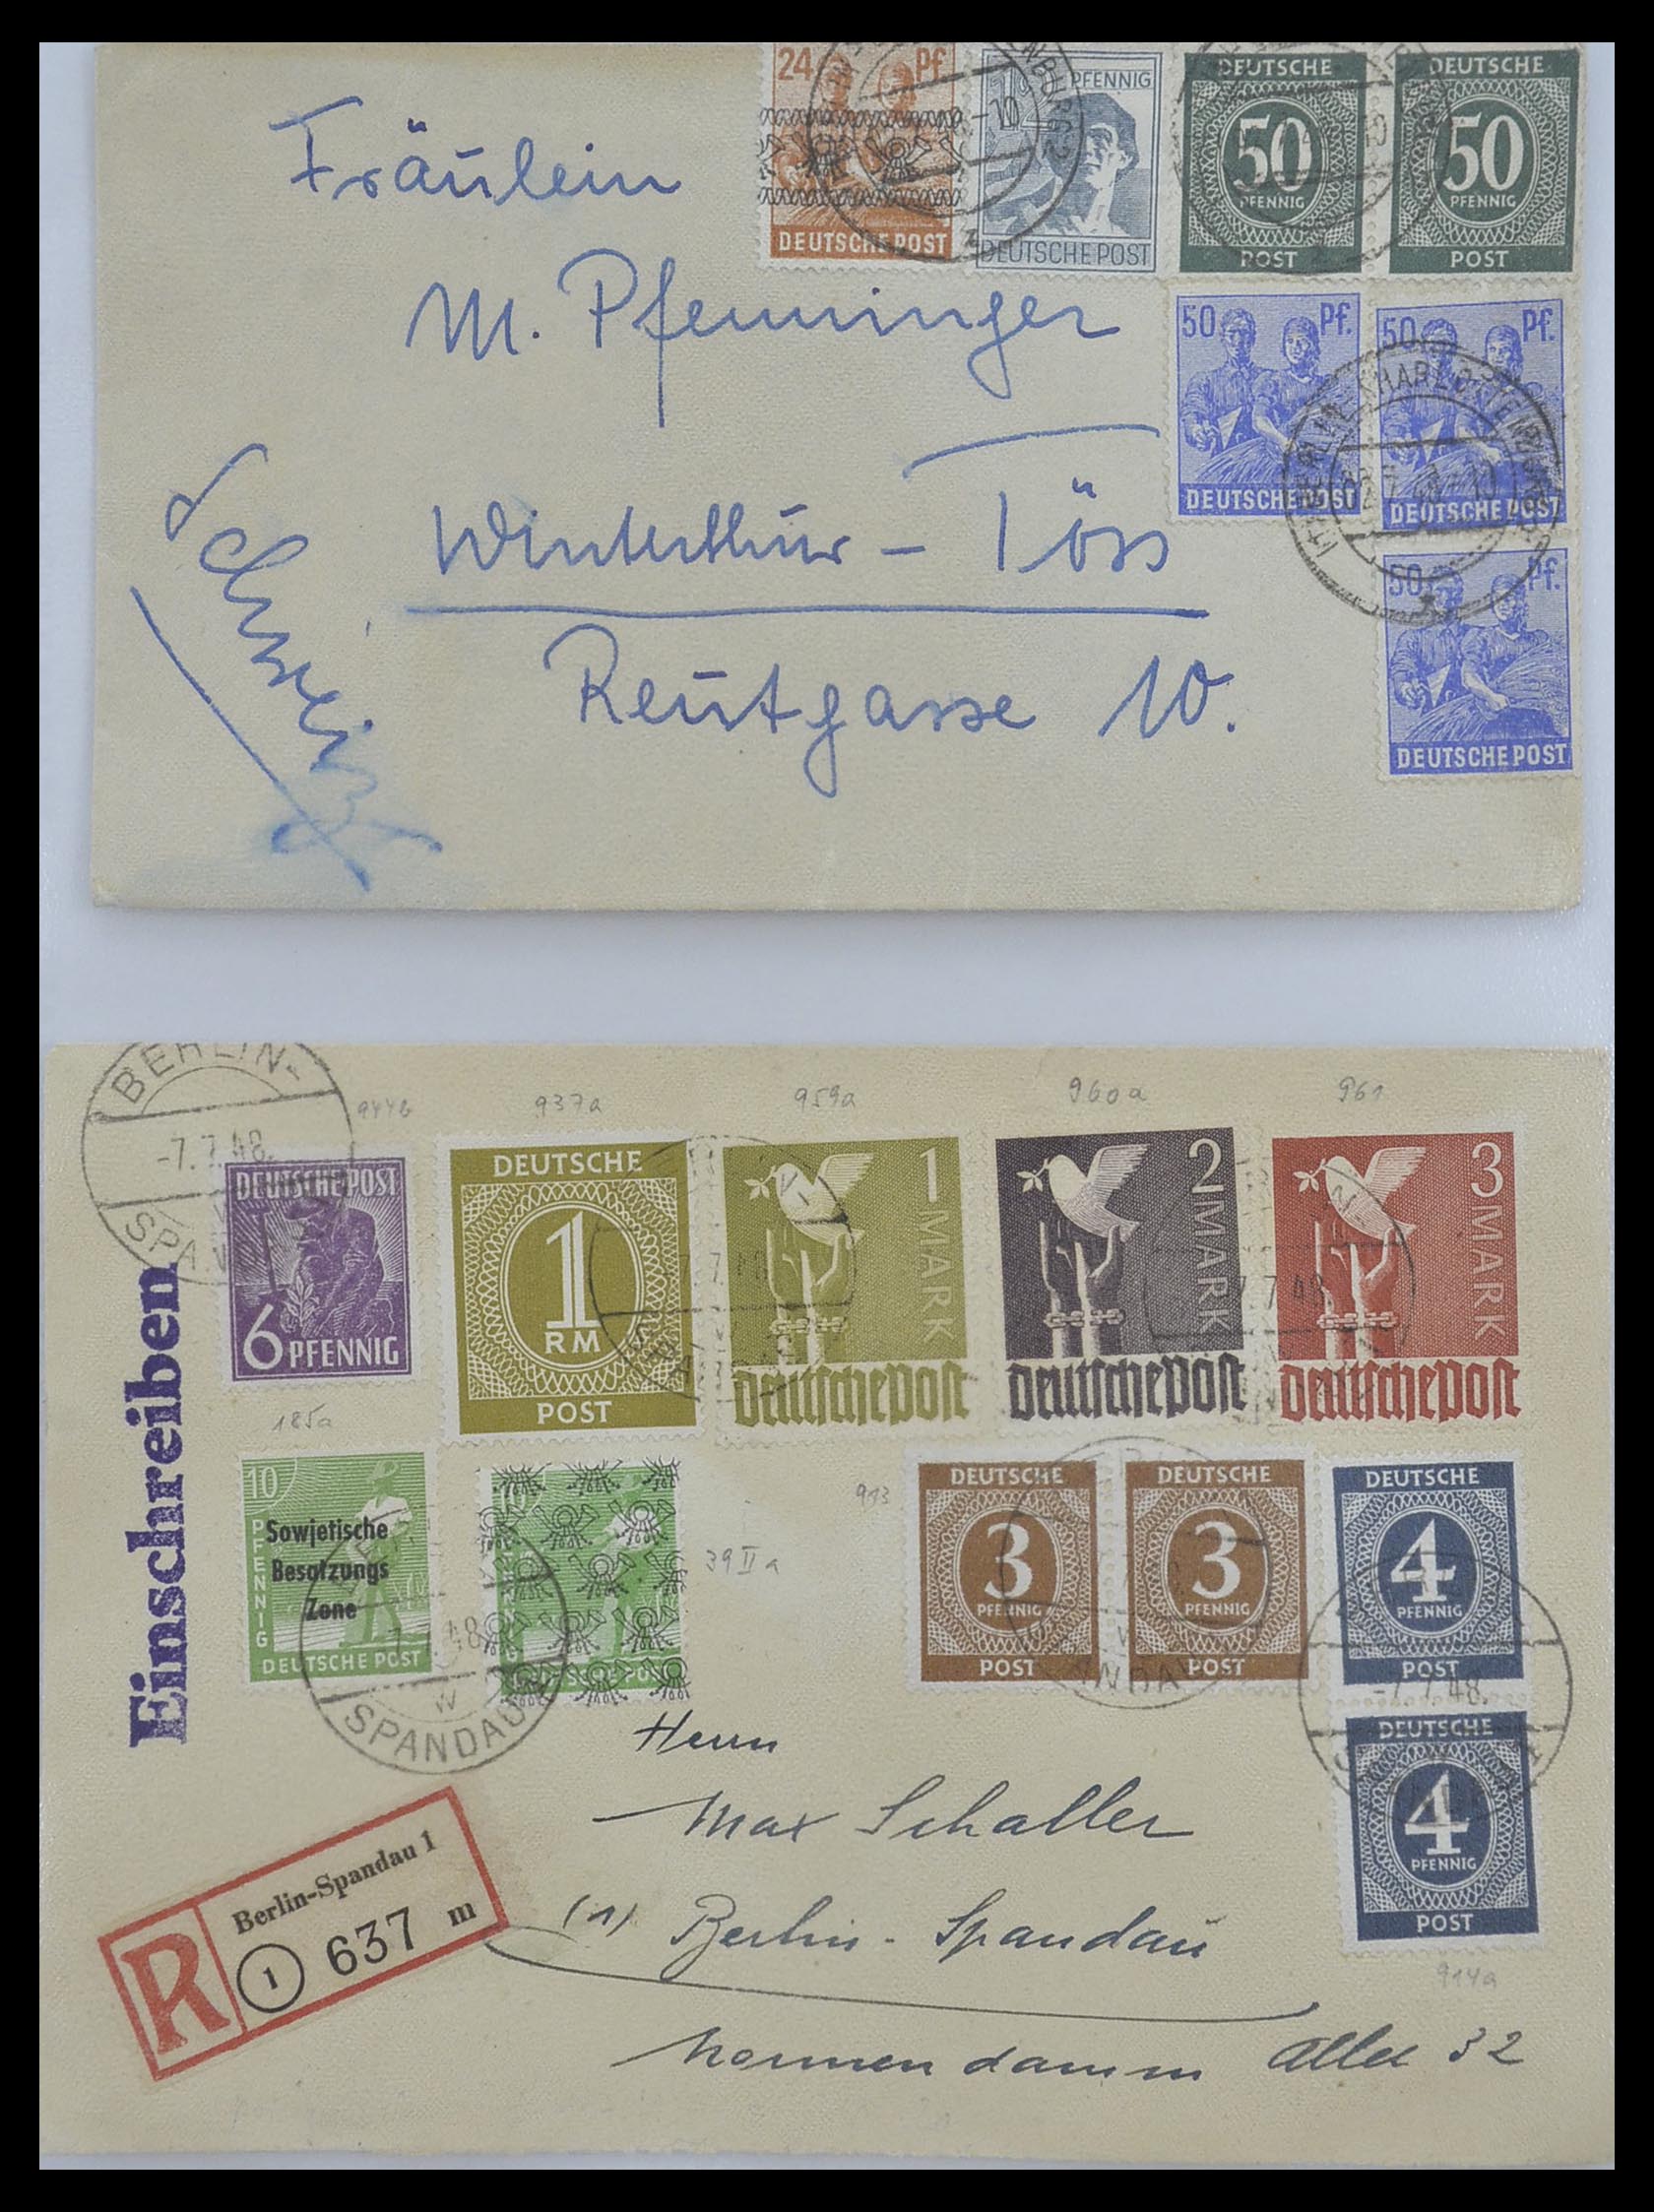 24 Pf
DEUTSCHE POST
12 PFENNIG
DEUTSCHE POST
DEUTSCHE
50
PFENNIG
POST
DEUTSCHE
50
PFENNIG
POST
Fräulein
M. Pfenninger
Winterthur - Töss
Reutgasse 10.
Schweiz
50 Pf.
DEUTSCHE POST
50 Pf.
DEUTSCHE POST
50 Pf.
DEUTSCHE POST
BERLIN-
-7.7.48.
SPANDAU
944b
937a
959a
960a
961
DEUTSCHE POST
6 PFENNIG
DEUTSCHE
1
RM
POST
1 MARK
deutsche post
2 MARK
deutsche post
3 MARK
deutsche post
Einschreiben
185a
10
PFENNIG
Sowjetische
Besatzungs
Zone
DEUTSCHE POST
SPANDAU
39 II a
913
DEUTSCHE
3
PFENNIG
POST
DEUTSCHE
3
PFENNIG
POST
DEUTSCHE
4
PFENNIG
POST
-7.7.48.
DEUTSCHE
4
PFENNIG
POST
914a
Herrn
Max Schaller
(1) Berlin-Spandau
Nonnendamm Allee 32
R
Berlin-Spandau 1
1 637 m